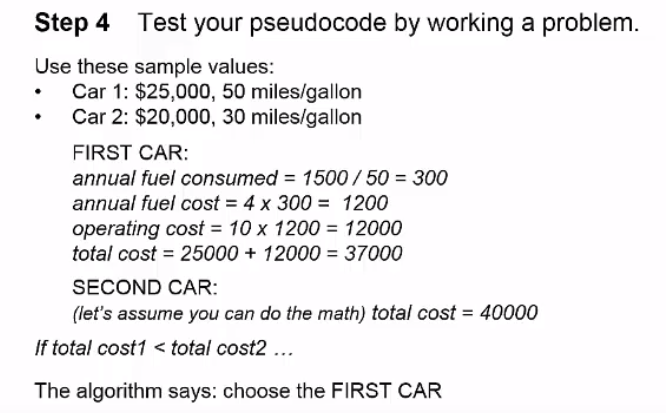 Step 4 Test your pseudocode by working a problem.
Use these sample values:
• Car 1: $25,000, 50 miles/gallon
• Car 2: $20,000, 30 miles/gallon
FIRST CAR:
annual fuel consumed = 1500 / 50 = 300
annual fuel cost = 4 x 300 = 1200
operating cost = 10 x 1200 = 12000
total cost = 25000 + 12000 = 37000
SECOND CAR:
(let's assume you can do the math) total cost = 40000
If total cost1 < total cost2 ...
The algorithm says: choose the FIRST CAR